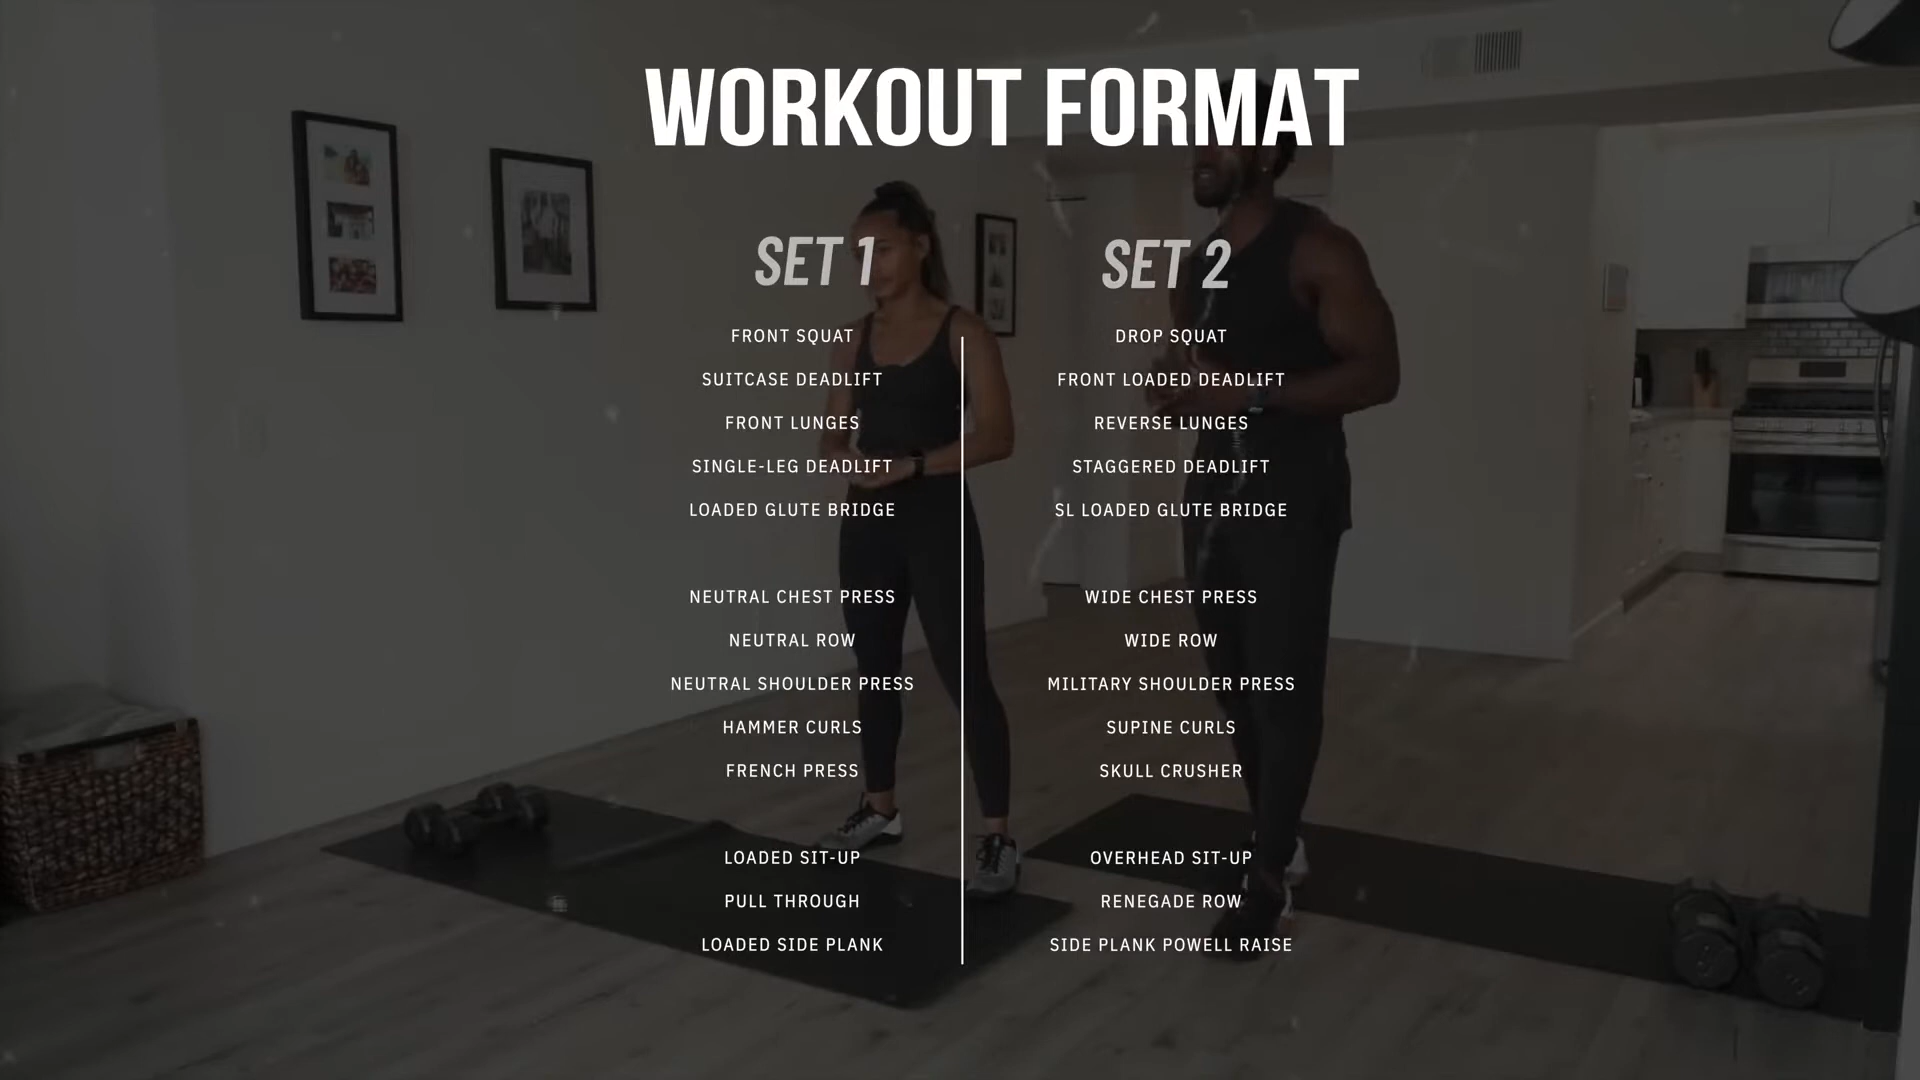 WORKOUT FORMAT
SET 1
FRONT SQUAT
SUITCASE DEADLIFT
FRONT LUNGES
SINGLE-LEG DEADLIFT
LOADED GLUTE BRIDGE
NEUTRAL CHEST PRESS
NEUTRAL ROW
NEUTRAL SHOULDER PRESS
HAMMER CURLS
FRENCH PRESS
LOADED SIT-UP
PULL THROUGH
LOADED SIDE PLANK
SET 2
DROP SQUAT
FRONT LOADED DEADLIFT
REVERSE LUNGES
STAGGERED DEADLIFT
SL LOADED GLUTE BRIDGE
WIDE CHEST PRESS
WIDE ROW
MILITARY SHOULDER PRESS
SUPINE CURLS
SKULL CRUSHER
OVERHEAD SIT-UP
RENEGADE ROW
SIDE PLANK POWELL RAISE